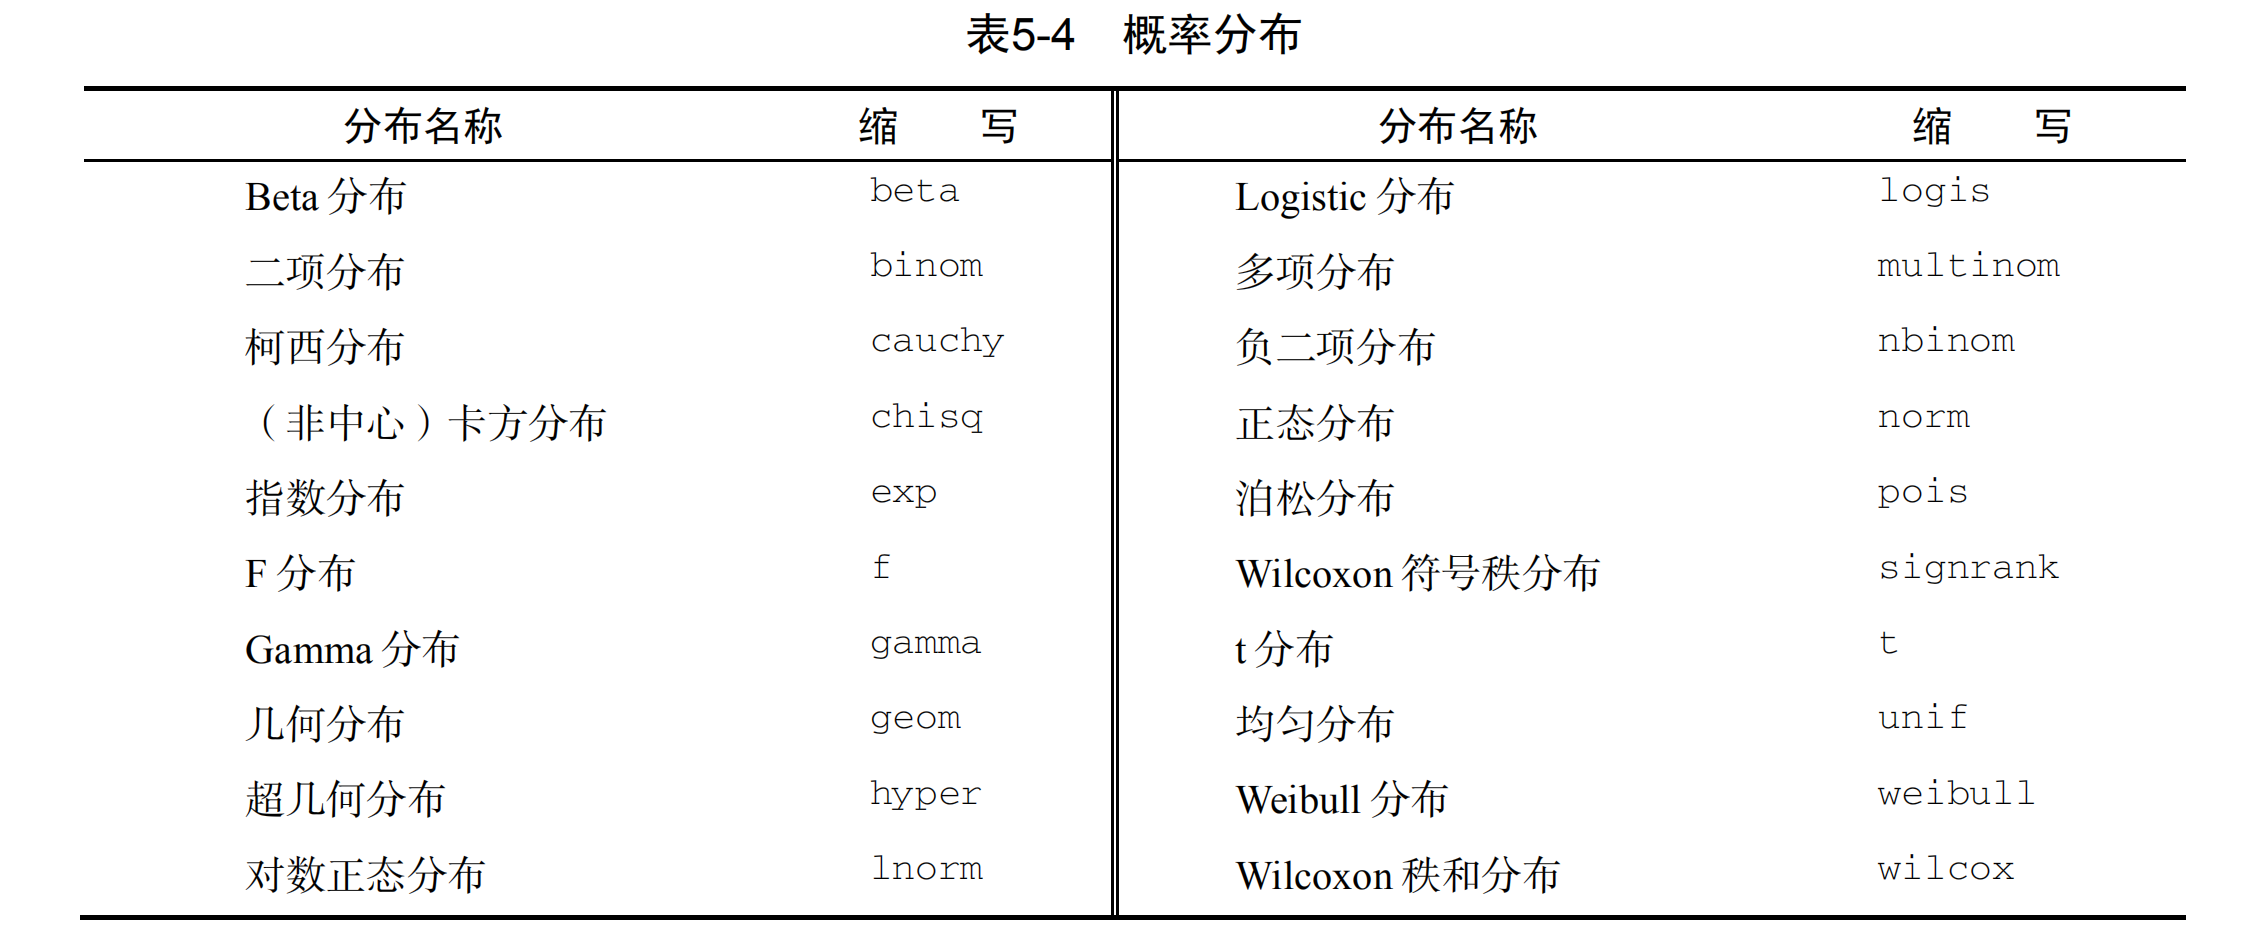 表5-4 概率分布
分布名称 缩 写 分布名称 缩 写
Beta 分布 beta Logistic 分布 logis
二项分布 binom 多项分布 multinom
柯西分布 cauchy 负二项分布 nbinom
（非中心）卡方分布 chisq 正态分布 norm
指数分布 exp 泊松分布 pois
F 分布 f Wilcoxon 符号秩分布 signrank
Gamma 分布 gamma t 分布 t
几何分布 geom 均匀分布 unif
超几何分布 hyper Weibull 分布 weibull
对数正态分布 lnorm Wilcoxon 秩和分布 wilcox